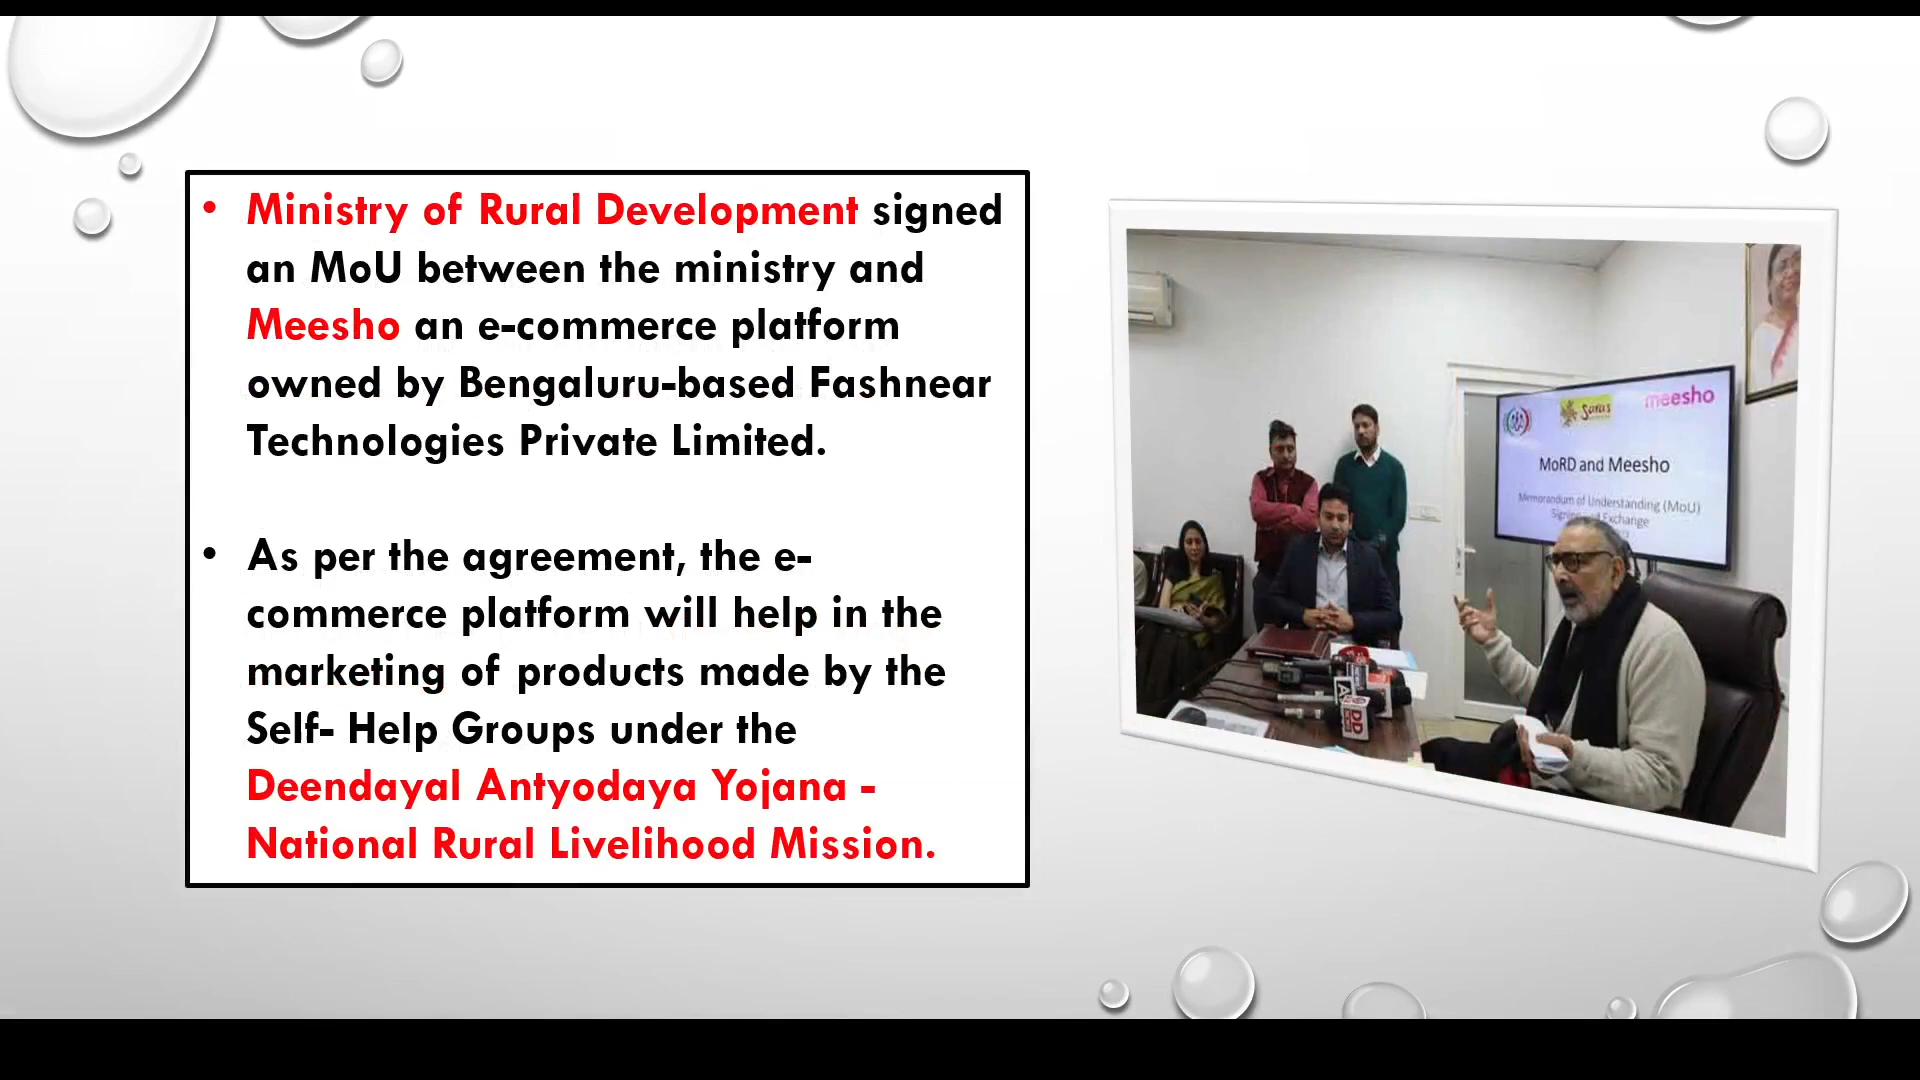 • Ministry of Rural Development signed
an MoU between the ministry and
Meesho an e-commerce platform
owned by Bengaluru-based Fashnear
Technologies Private Limited.
• As per the agreement, the e-
commerce platform will help in the
marketing of products made by the
Self- Help Groups under the
Deendayal Antyodaya Yojana -
National Rural Livelihood Mission.
Saras
meesho
MoRD and Meesho
Memorandum of Understanding (MoU)
Exchange
DD